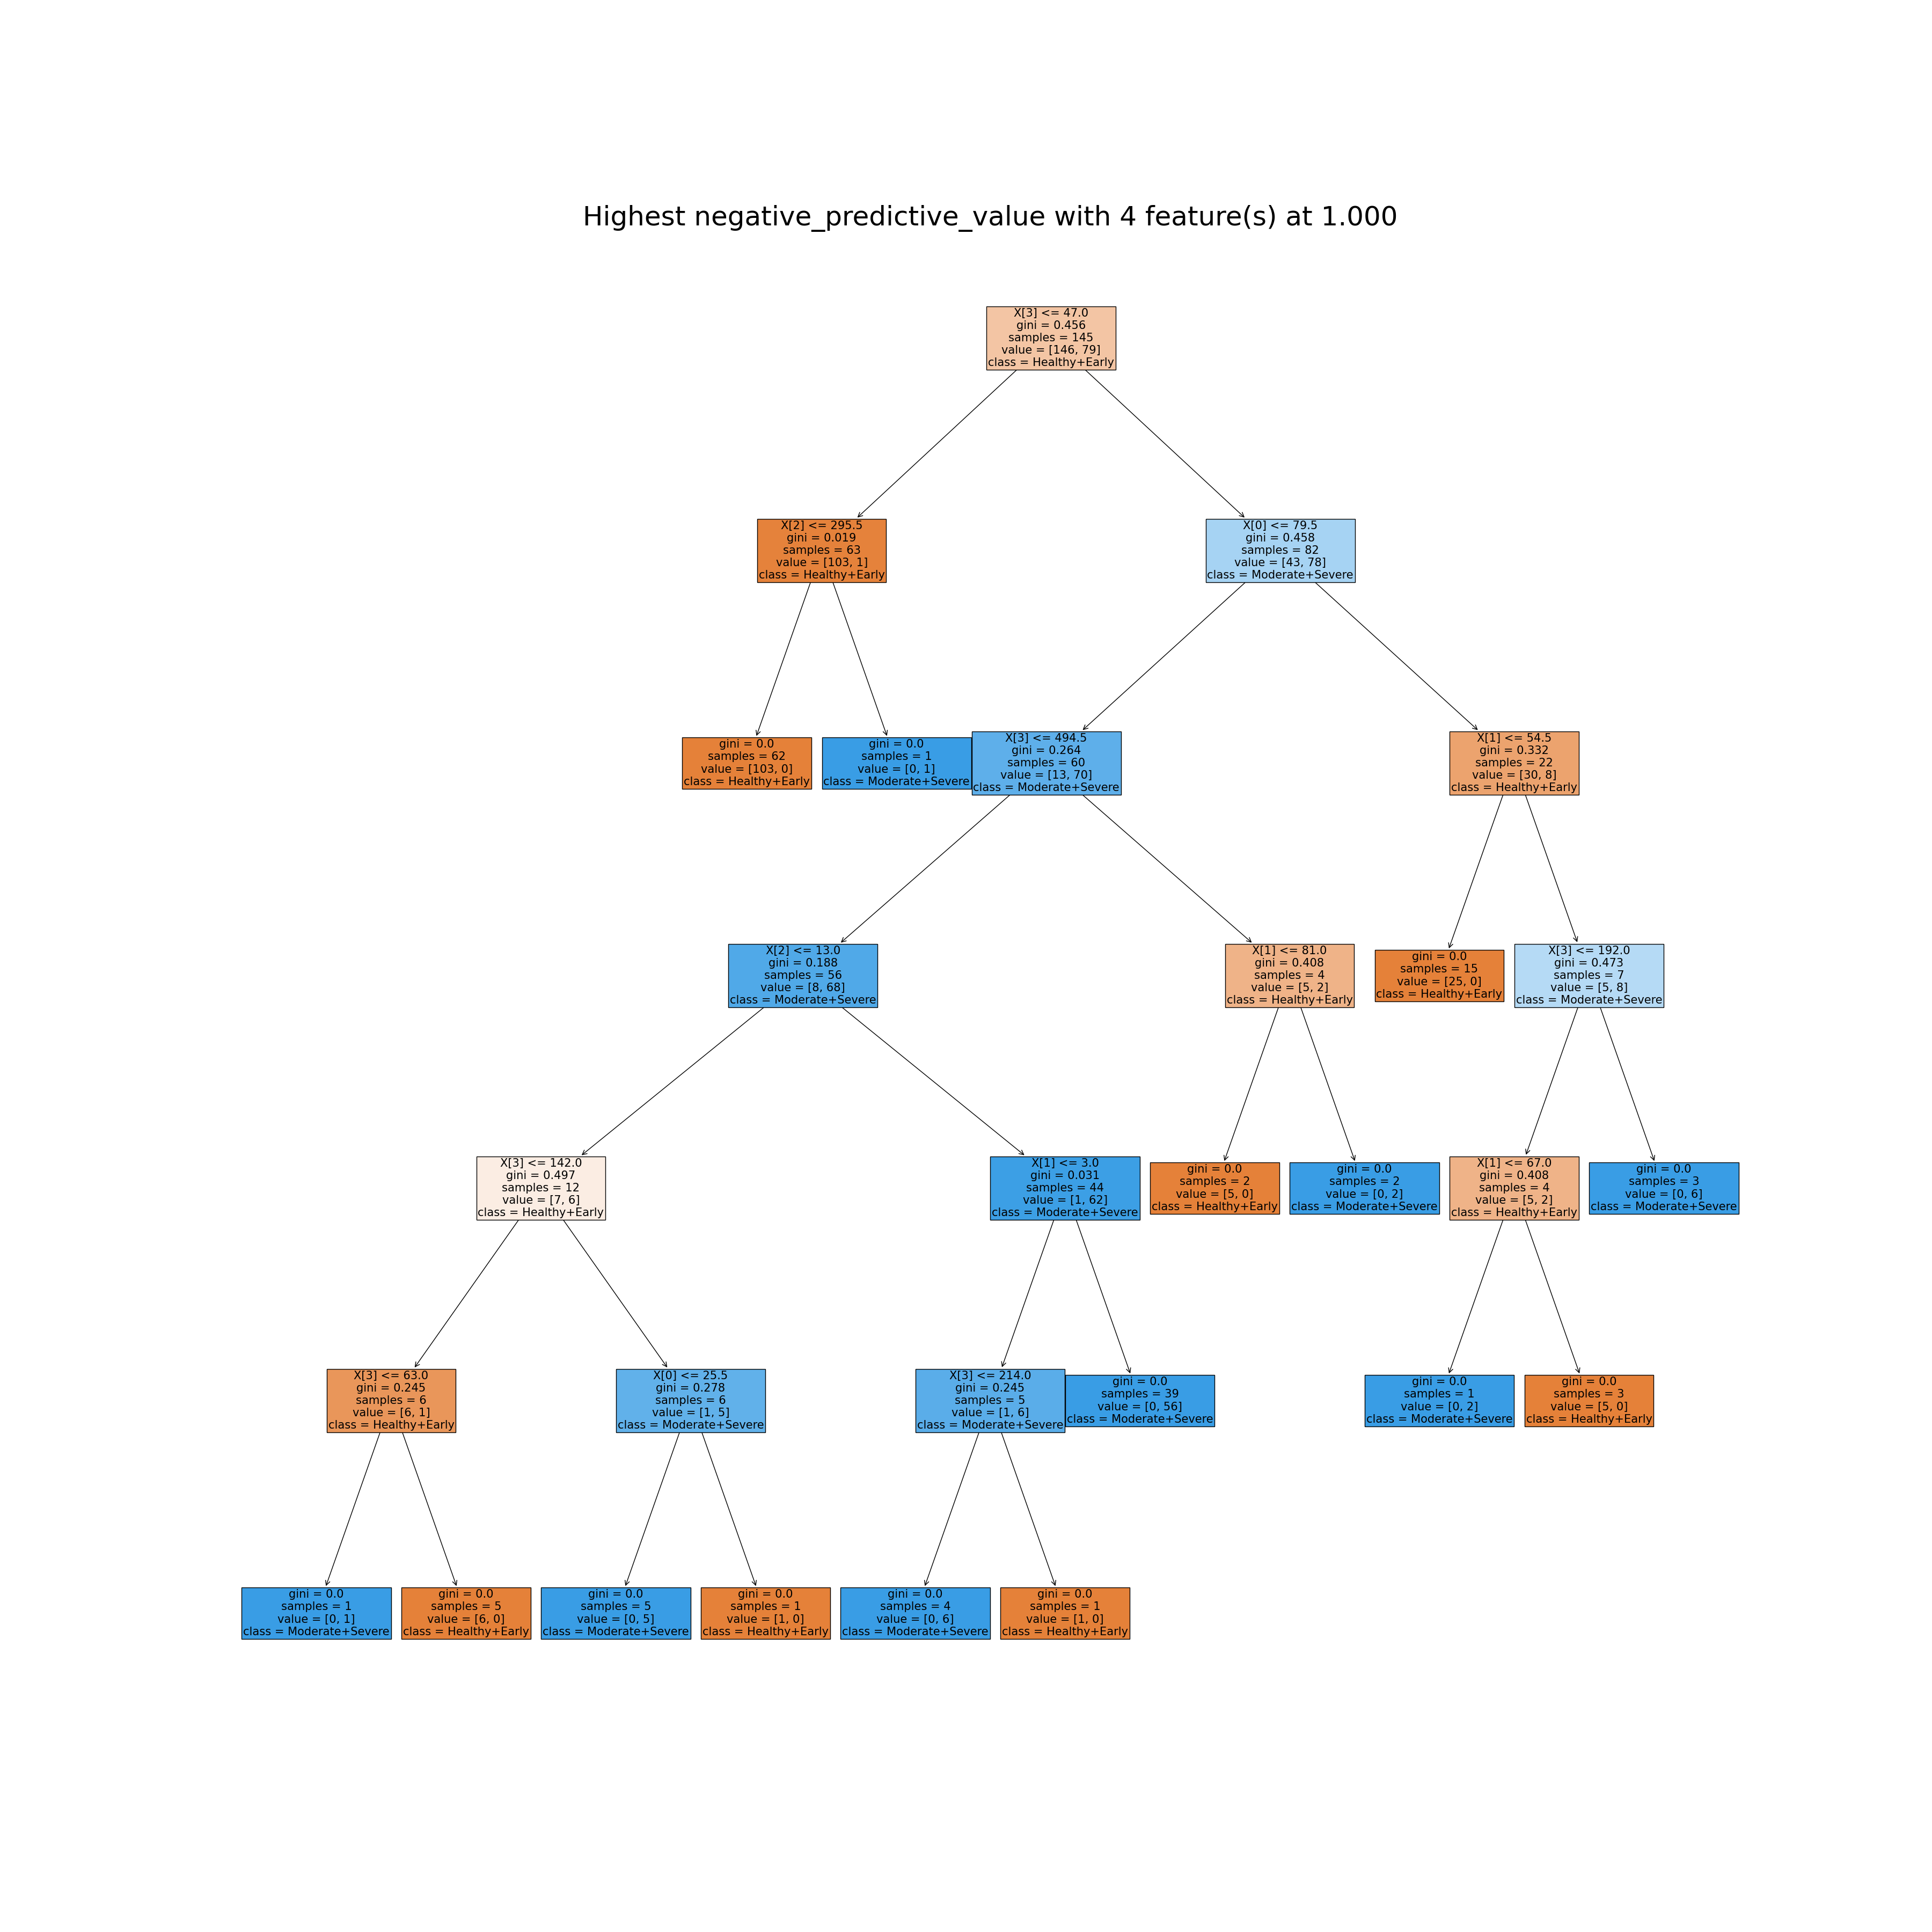 Highest negative_predictive_value with 4 feature(s) at 1.000
X[3] <= 47.0
gini = 0.456
samples = 145
value = [146, 79]
class = Healthy+Early
X[2] <= 295.5
gini = 0.019
samples = 63
value = [103, 1]
class = Healthy+Early
X[0] <= 79.5
gini = 0.458
samples = 82
value = [43, 78]
class = Moderate+Severe
gini = 0.0
samples = 62
value = [103, 0]
class = Healthy+Early
gini = 0.0
samples = 1
value = [0, 1]
class = Moderate+Severe
X[3] <= 494.5
gini = 0.264
samples = 60
value = [13, 70]
class = Moderate+Severe
X[1] <= 54.5
gini = 0.332
samples = 22
value = [30, 8]
class = Healthy+Early
X[2] <= 13.0
gini = 0.188
samples = 56
value = [8, 68]
class = Moderate+Severe
X[1] <= 81.0
gini = 0.408
samples = 4
value = [5, 2]
class = Healthy+Early
gini = 0.0
samples = 15
value = [25, 0]
class = Healthy+Early
X[3] <= 192.0
gini = 0.473
samples = 7
value = [5, 8]
class = Moderate+Severe
X[3] <= 142.0
gini = 0.497
samples = 12
value = [7, 6]
class = Healthy+Early
X[1] <= 3.0
gini = 0.031
samples = 44
value = [1, 62]
class = Moderate+Severe
gini = 0.0
samples = 2
value = [5, 0]
class = Healthy+Early
gini = 0.0
samples = 2
value = [0, 2]
class = Moderate+Severe
X[1] <= 67.0
gini = 0.408
samples = 4
value = [5, 2]
class = Healthy+Early
gini = 0.0
samples = 3
value = [0, 6]
class = Moderate+Severe
X[3] <= 63.0
gini = 0.245
samples = 6
value = [6, 1]
class = Healthy+Early
X[0] <= 25.5
gini = 0.278
samples = 6
value = [1, 5]
class = Moderate+Severe
X[3] <= 214.0
gini = 0.245
samples = 5
value = [1, 6]
class = Moderate+Severe
gini = 0.0
samples = 39
value = [0, 56]
class = Moderate+Severe
gini = 0.0
samples = 1
value = [0, 2]
class = Moderate+Severe
gini = 0.0
samples = 3
value = [5, 0]
class = Healthy+Early
gini = 0.0
samples = 1
value = [0, 1]
class = Moderate+Severe
gini = 0.0
samples = 5
value = [6, 0]
class = Healthy+Early
gini = 0.0
samples = 5
value = [0, 5]
class = Moderate+Severe
gini = 0.0
samples = 1
value = [1, 0]
class = Healthy+Early
gini = 0.0
samples = 4
value = [0, 6]
class = Moderate+Severe
gini = 0.0
samples = 1
value = [1, 0]
class = Healthy+Early